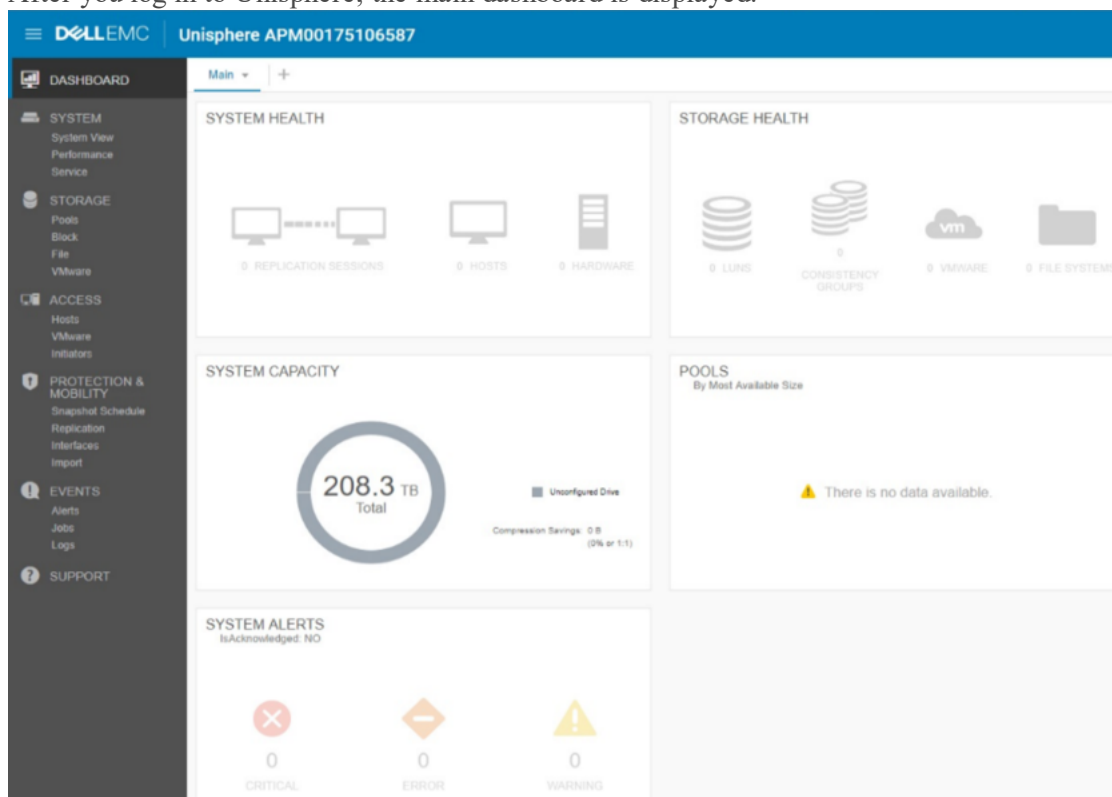 After you log in to Unisphere, the main dashboard is displayed.
DELLEMC
Unisphere APM00175106587
DASHBOARD
SYSTEM
System View
Performance
Service
STORAGE
Pools
Block
File
VMware
ACCESS
Hosts
VMware
Initiators
PROTECTION &
MOBILITY
Snapshot Schedule
Replication
Interfaces
Import
EVENTS
Alerts
Jobs
Logs
SUPPORT
Main
SYSTEM HEALTH
0 REPLICATION SESSIONS
0 HOSTS
0 HARDWARE
STORAGE HEALTH
0 LUNS
0
CONSISTENCY
GROUPS
vm
0 VMWARE
0 FILE SYSTEMS
SYSTEM CAPACITY
208.3 TB
Total
Unconfigured Drive
Compression Savings: 0 B
(0% or 1:1)
POOLS
By Most Available Size
There is no data available.
SYSTEM ALERTS
IsAcknowledged: NO
0
CRITICAL
0
ERROR
0
WARNING